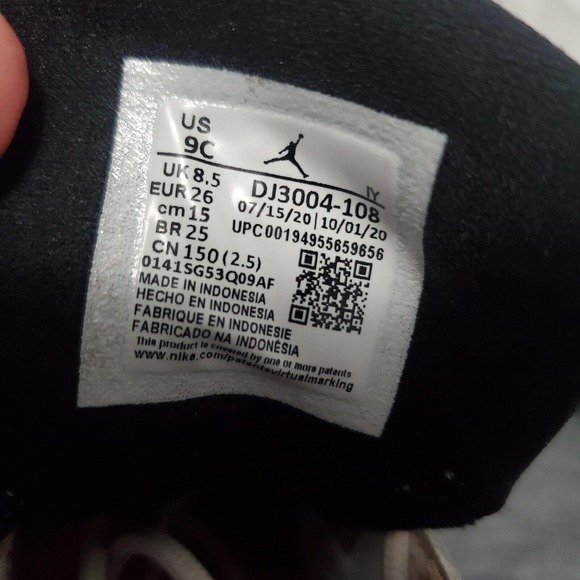 US
9C
UK 8,5
EUR 26
cm 15
BR 25
CN 150 (2.5)
IY
DJ3004-108
07/15/20|10/01/20
UPC00194955659656
0141SG53Q09AF
MADE IN INDONESIA
HECHO EN INDONESIA
FABRIQUE EN INDONESIE
FABRICADO NA INDONÉSIA
This product is covered by one or more patents
www.nike.com/patentsvirtualmarking